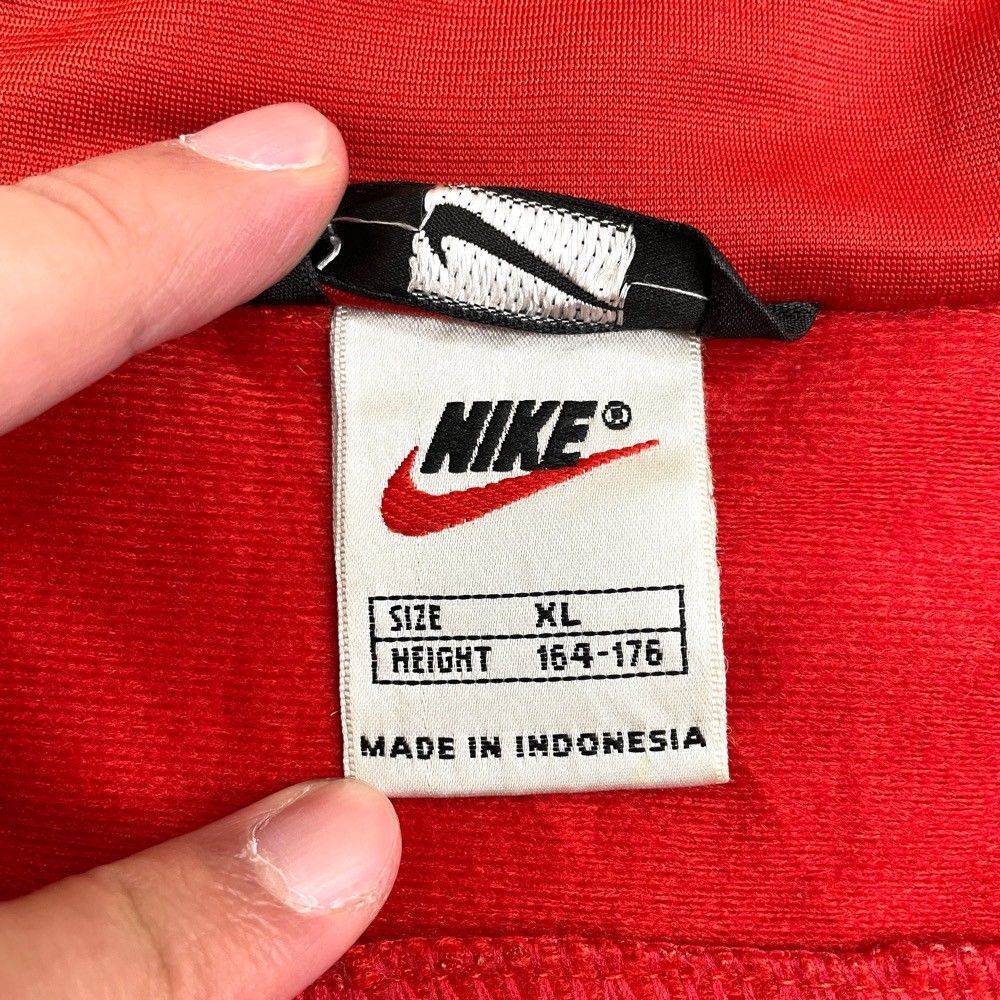 NIKE®
SIZE XL
HEIGHT 164-176
MADE IN INDONESIA